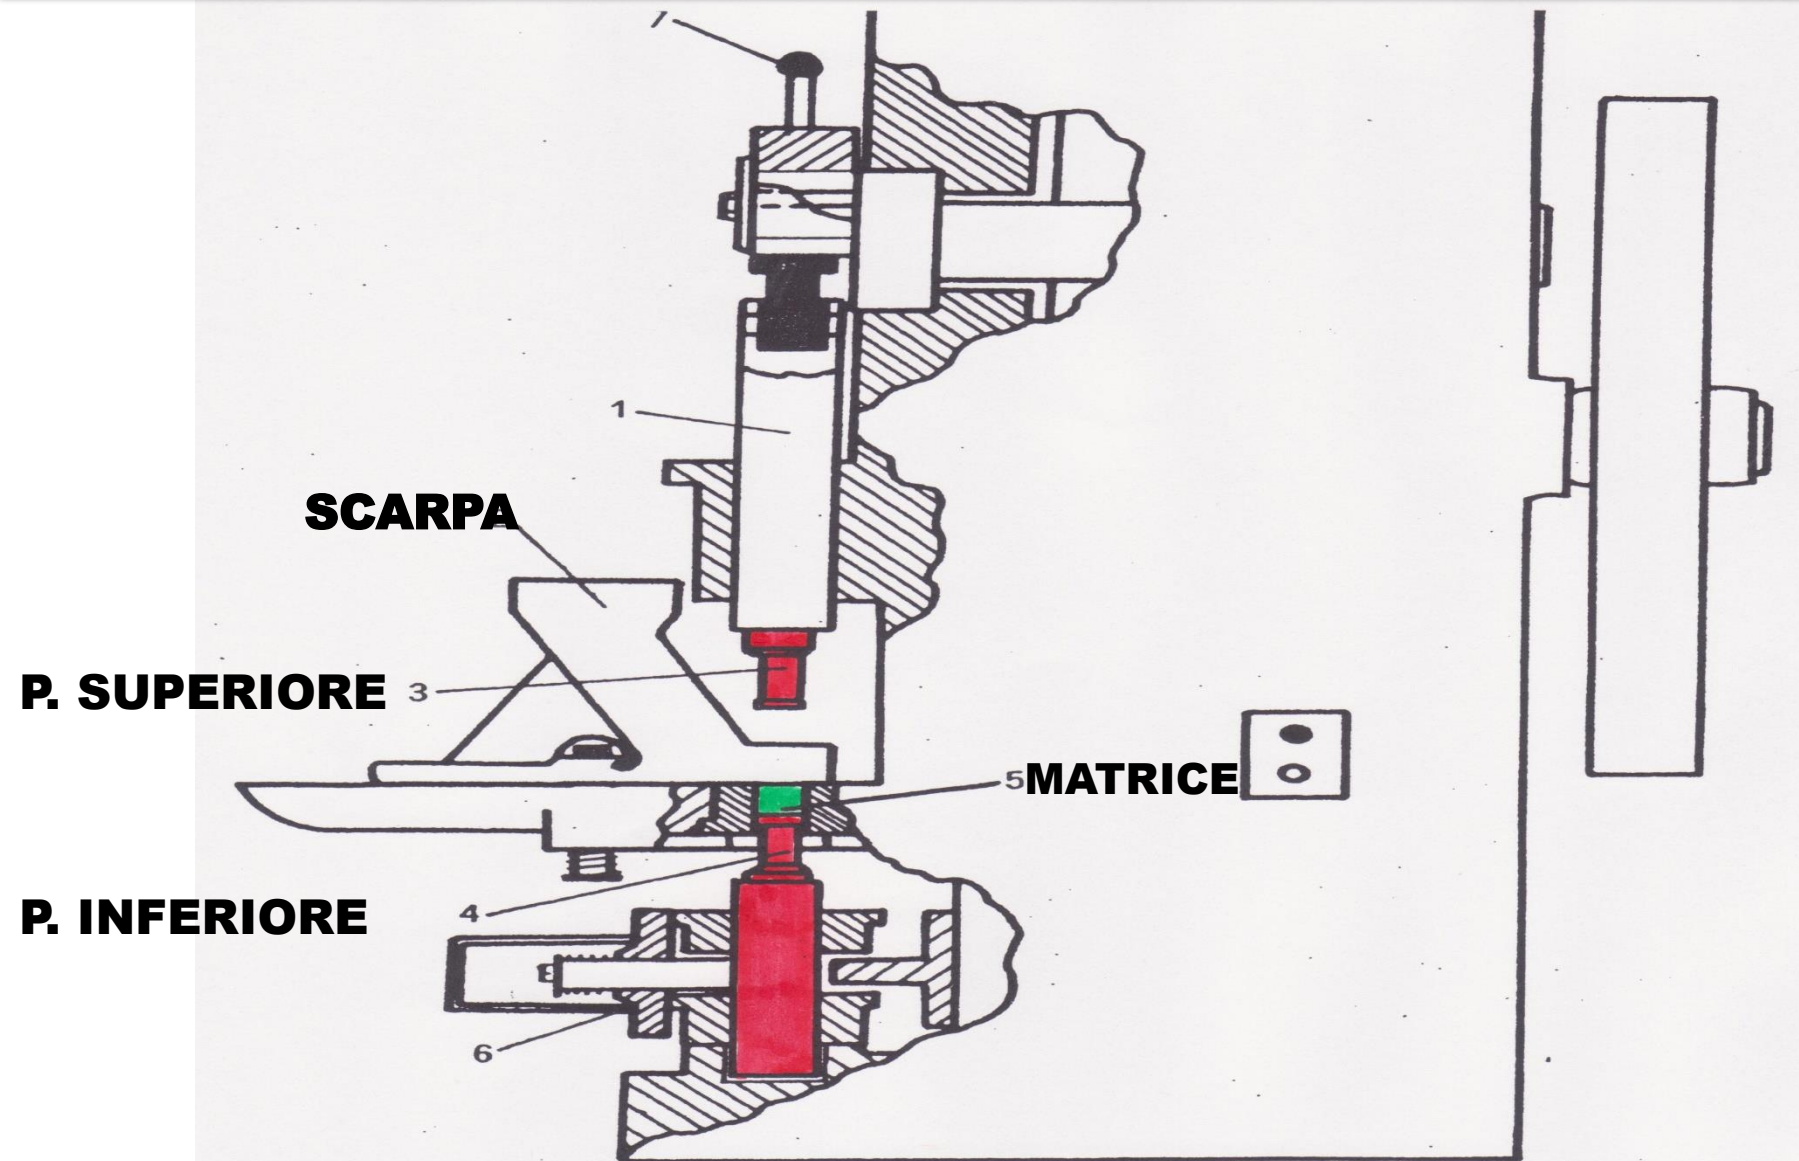 7
1
SCARPA
P. SUPERIORE 3
5 MATRICE
4
P. INFERIORE
6